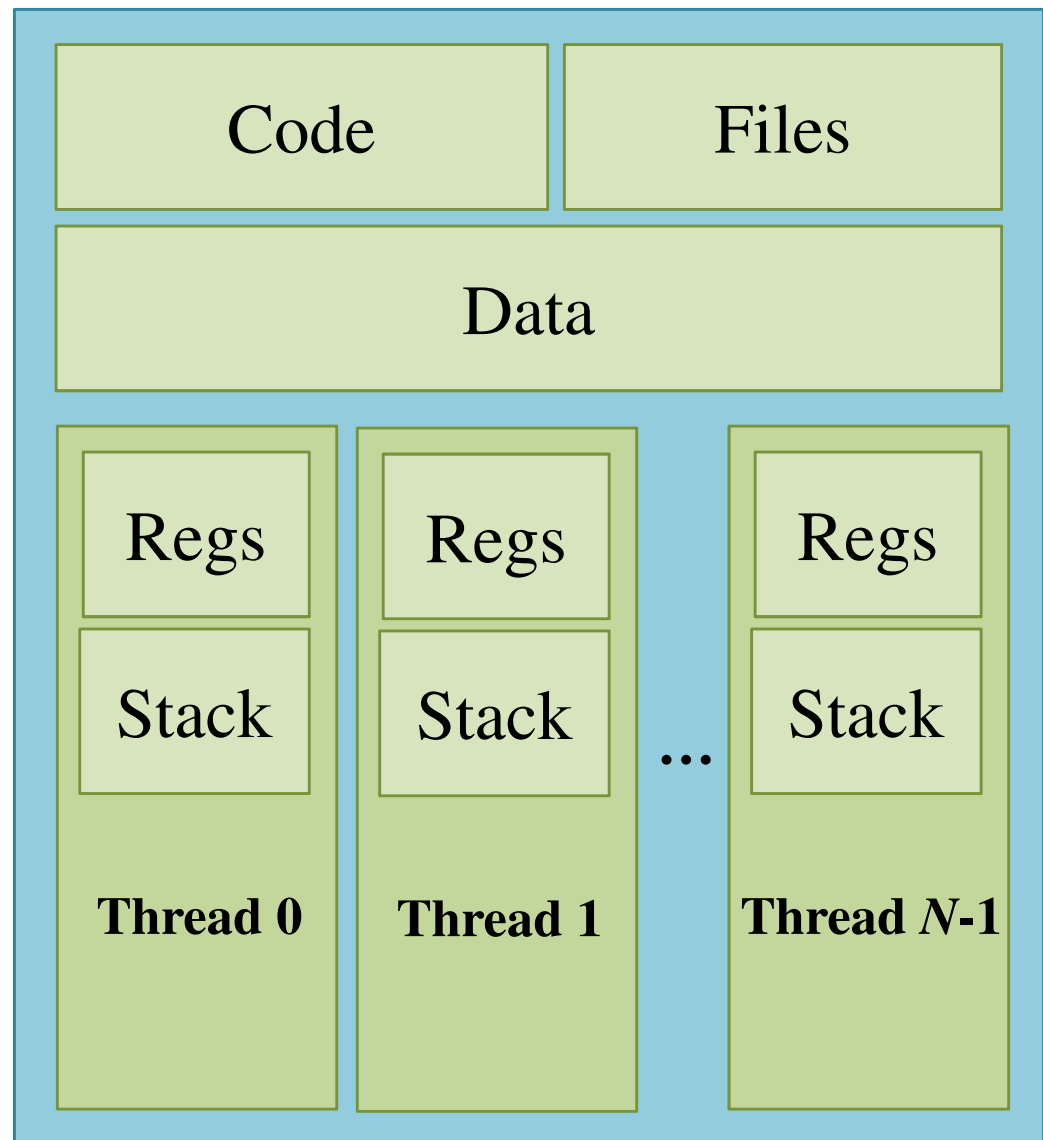 Code Files
Data
Regs Regs Regs
Stack Stack Stack
...
Thread 0 Thread 1 Thread N-1